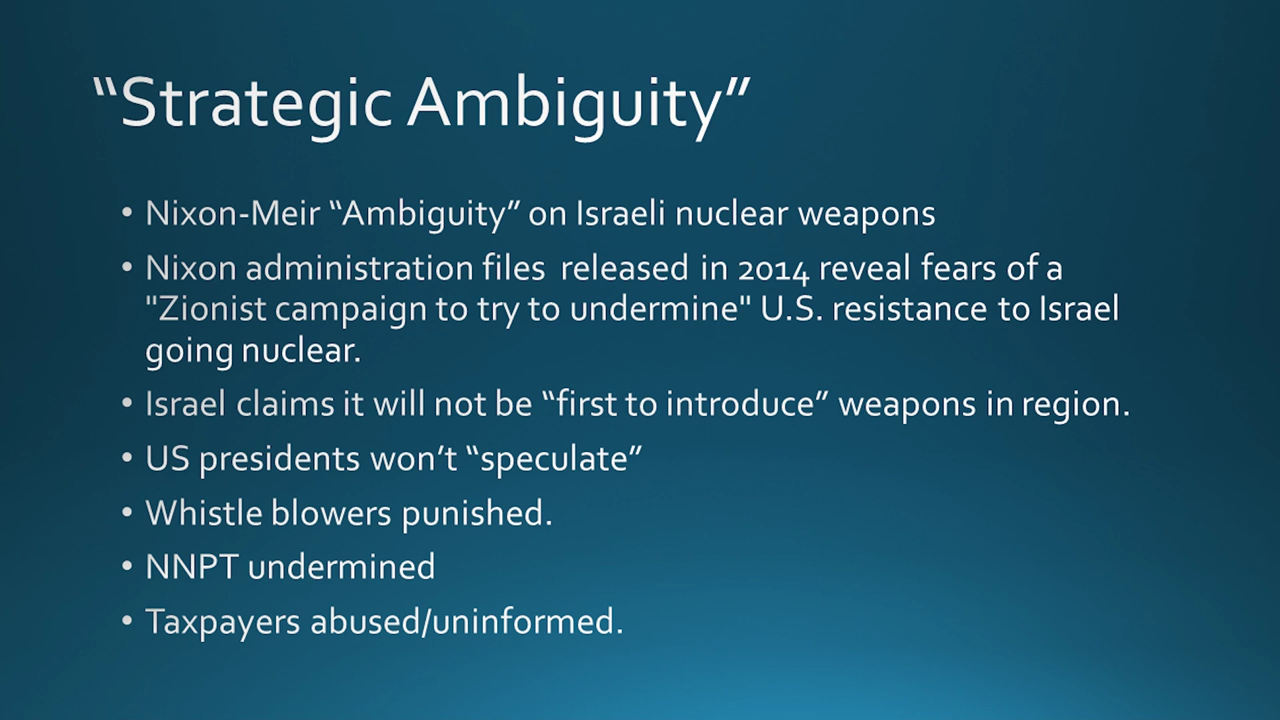 “Strategic Ambiguity”
• Nixon-Meir “Ambiguity” on Israeli nuclear weapons
• Nixon administration files released in 2014 reveal fears of a
"Zionist campaign to try to undermine" U.S. resistance to Israel
going nuclear.
• Israel claims it will not be “first to introduce” weapons in region.
• US presidents won’t “speculate”
• Whistle blowers punished.
• NNPT undermined
• Taxpayers abused/uninformed.